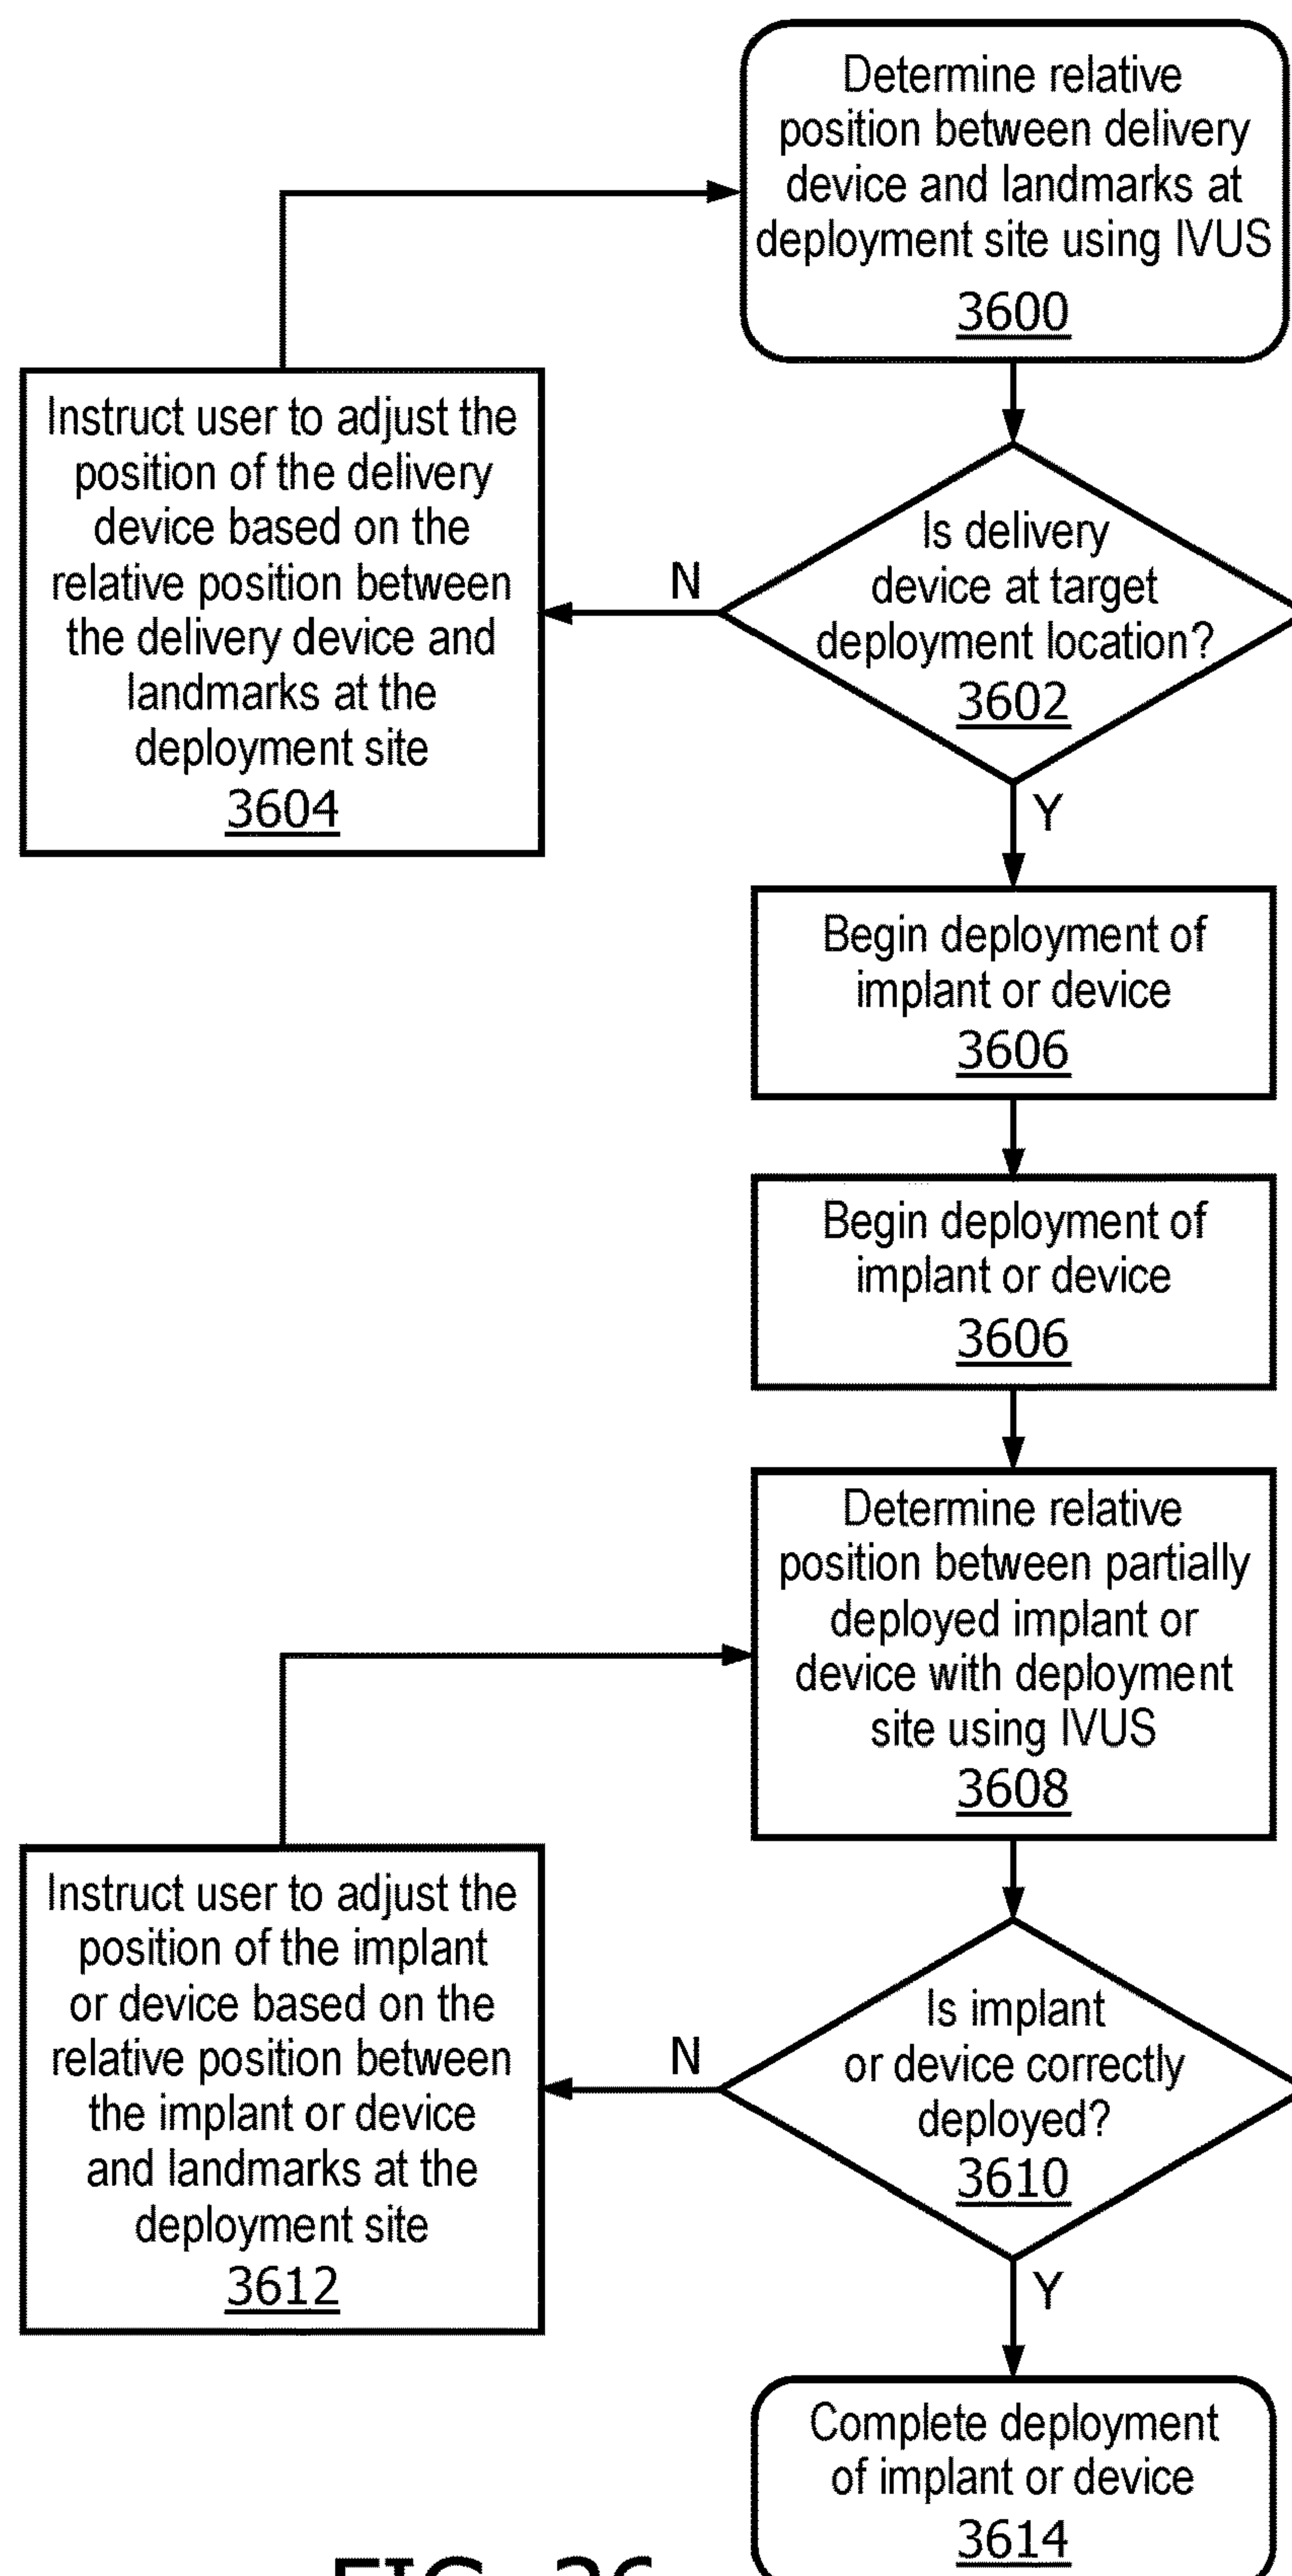 Determine relative
position between delivery
device and landmarks at
deployment site using IVUS
3600
Instruct user to adjust the
position of the delivery
device based on the
relative position between
the delivery device and
landmarks at the
deployment site
3604
N
Is delivery
device at target
deployment location?
3602
Y
Begin deployment of
implant or device
3606
Begin deployment of
implant or device
3606
Determine relative
position between partially
deployed implant or
device with deployment
site using IVUS
3608
Instruct user to adjust the
position of the implant
or device based on the
relative position between
the implant or device
and landmarks at the
deployment site
3612
N
Is implant
or device correctly
deployed?
3610
Y
Complete deployment
of implant or device
3614
FIG. 36